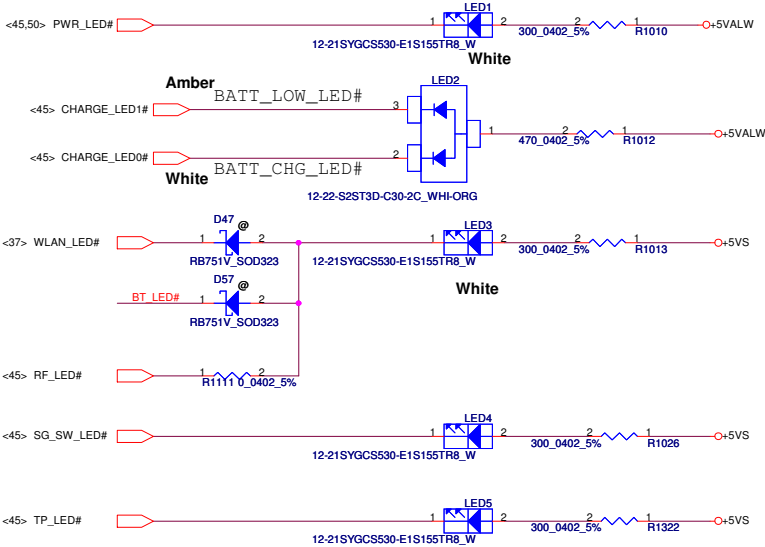 LED1
<45,50> PWR_LED# 1 2 2 1 +5VALW
12-21SYGCS530-E1S155TR8_W 300_0402_5% R1010
White
Amber
BATT_LOW_LED# LED2
<45> CHARGE_LED1# 3
1 2 1 +5VALW
470_0402_5% R1012
<45> CHARGE_LED0# 2
White BATT_CHG_LED#
12-22-S2ST3D-C30-2C_WHI-ORG
D47 @ LED3
<37> WLAN_LED# 1 2 1 2 2 1 +5VS
RB751V_SOD323 12-21SYGCS530-E1S155TR8_W 300_0402_5% R1013
D57 @ White
BT_LED# 1 2
RB751V_SOD323
<45> RF_LED# 1 2
R1111 0_0402_5%
LED4
<45> SG_SW_LED# 1 2 2 1 +5VS
12-21SYGCS530-E1S155TR8_W 300_0402_5% R1026
LED5
<45> TP_LED# 1 2 2 1 +5VS
12-21SYGCS530-E1S155TR8_W 300_0402_5% R1322